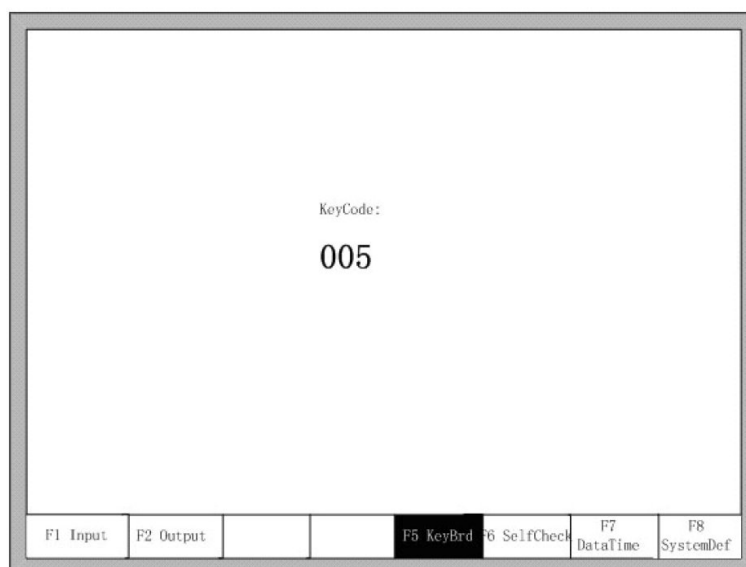 KeyCode:
005
F1 Input
F2 Output
F5 KeyBrd
F6 SelfCheck
F7
DataTime
F8
SystemDef